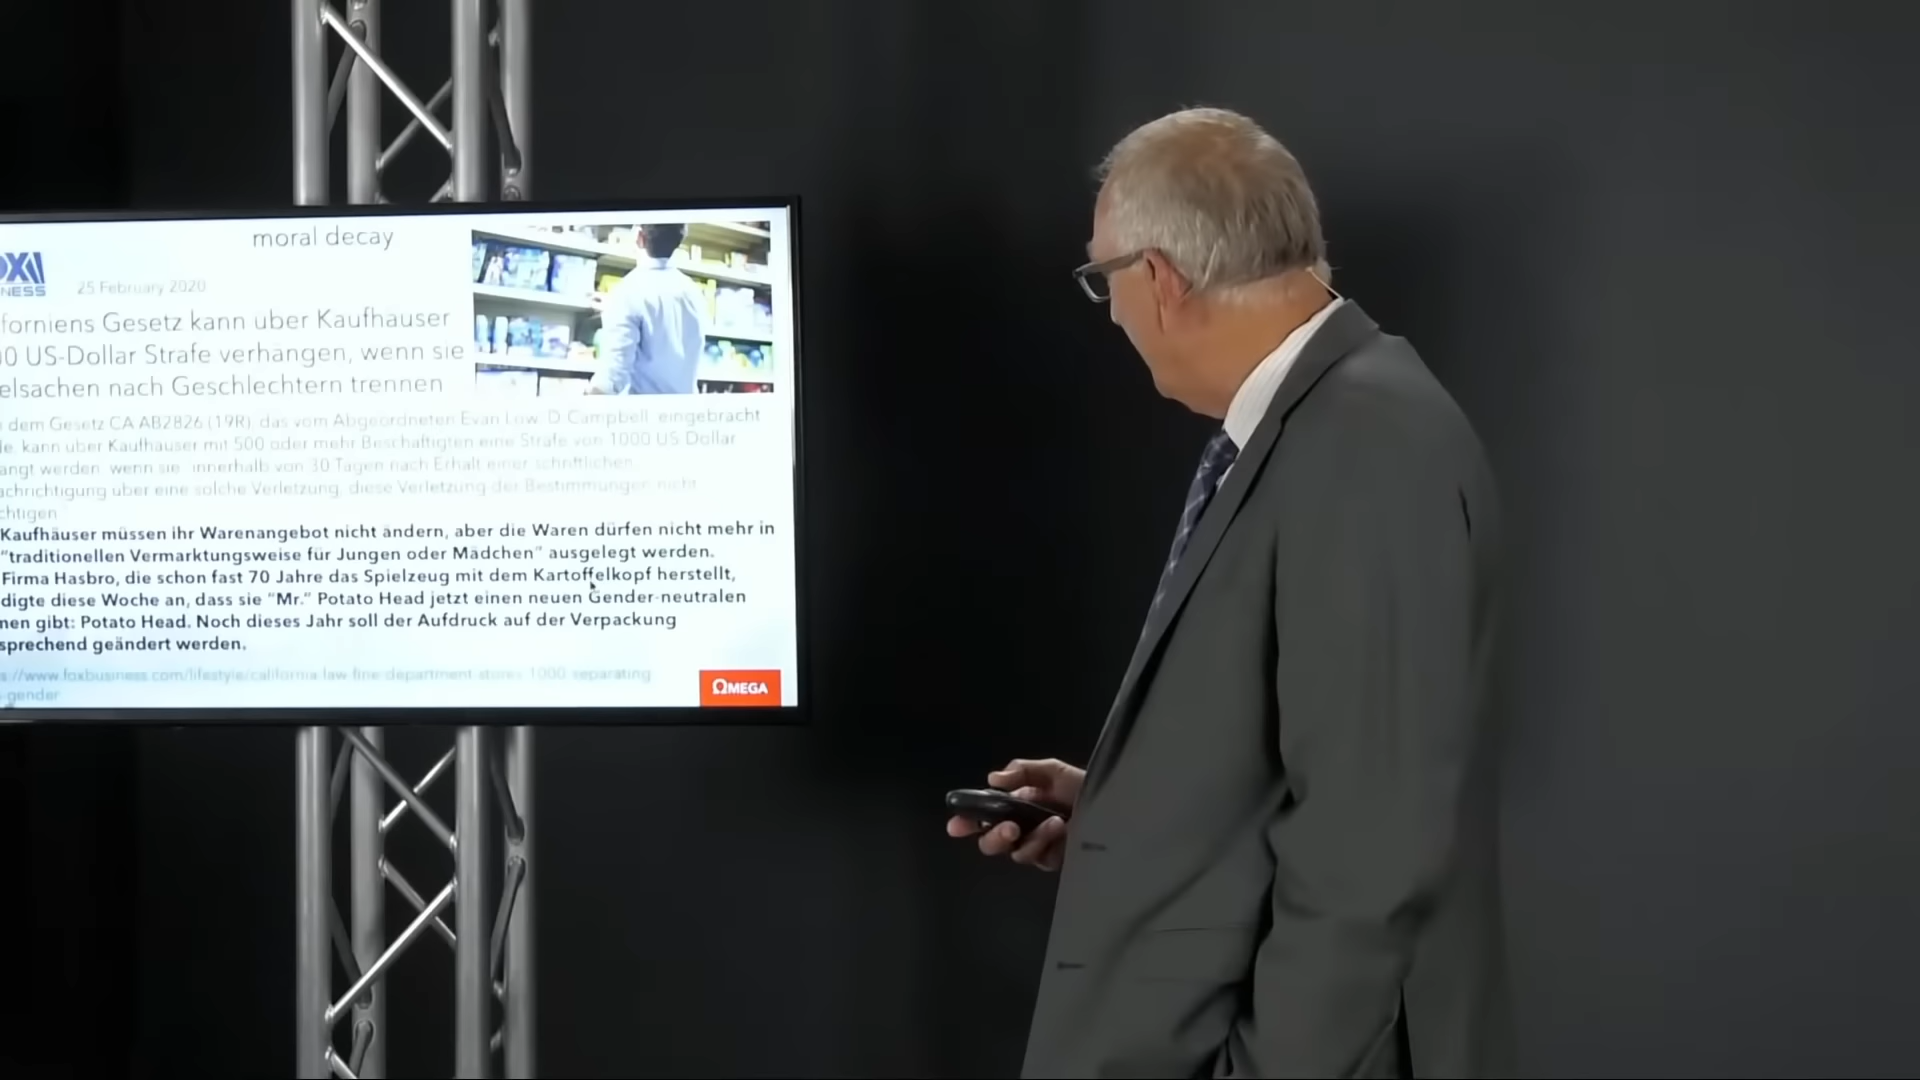 moral decay
OX
NESS
25 February 2020
forniens Gesetz kann über Kaufhäuser
00 US-Dollar Strafe verhängen, wenn sie
elsachen nach Geschlechtern trennen
dem Gesetz CA AB2826 (19R), das vom Abgeordneten Evan Low, D-Campbell, eingebracht
de, kann über Kaufhäuser mit 500 oder mehr Beschäftigten eine Strafe von 1000 US Dollar
angt werden, wenn sie "innerhalb von 30 Tagen nach Erhalt einer schriftlichen
achrichtigung über eine solche Verletzung, diese Verletzung der Bestimmungen nicht
chtigen
Kaufhäuser müssen ihr Warenangebot nicht ändern, aber die Waren dürfen nicht mehr in
"traditionellen Vermarktungsweise für Jungen oder Mädchen" ausgelegt werden.
Firma Hasbro, die schon fast 70 Jahre das Spielzeug mit dem Kartoffelkopf herstellt,
digte diese Woche an, dass sie "Mr." Potato Head jetzt einen neuen Gender-neutralen
men gibt: Potato Head. Noch dieses Jahr soll der Aufdruck auf der Verpackung
sprechend geändert werden.
s://www.foxbusiness.com/lifestyle/california-law-fine-department-stores-1000-separating
-gender
ΩMEGA